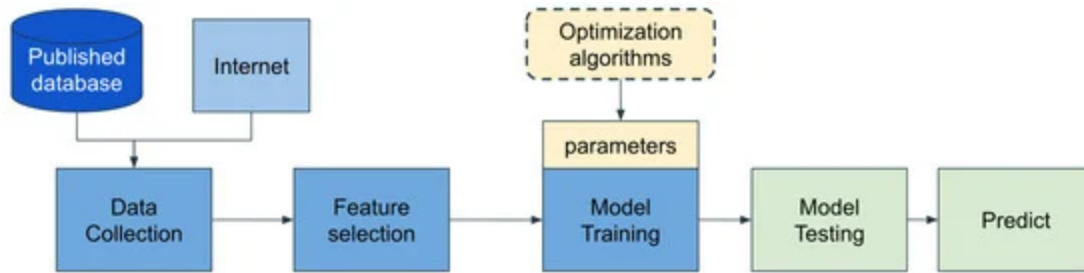 Published
database
Internet
Optimization
algorithms
parameters
Data
Collection
Feature
selection
Model
Training
Model
Testing
Predict